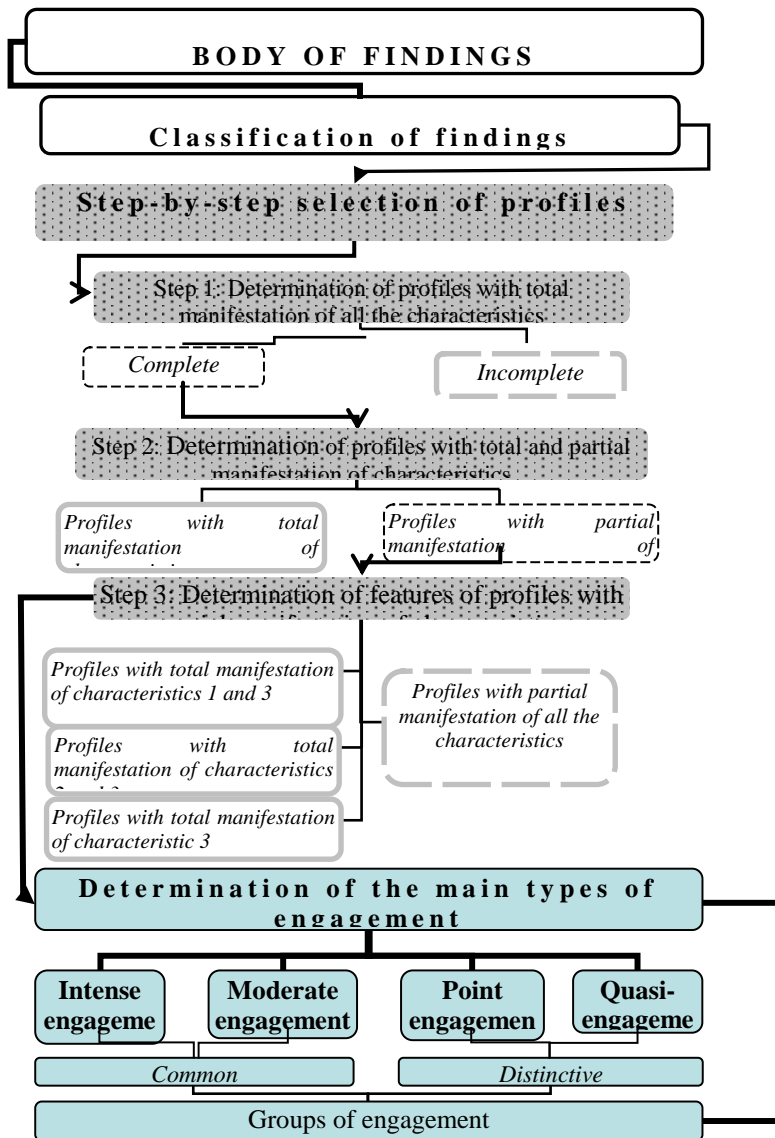 BODY OF FINDINGS
Classification of findings
Step-by-step selection of profiles
Step 1: Determination of profiles with total
manifestation of all the characteristics
Complete
Incomplete
Step 2: Determination of profiles with total and partial
manifestation of characteristics
Profiles with total
manifestation of
Profiles with partial
manifestation of
Step 3: Determination of features of profiles with
Profiles with total manifestation
of characteristics 1 and 3
Profiles with partial
manifestation of all the
characteristics
Profiles with total
manifestation of characteristics
Profiles with total manifestation
of characteristic 3
Determination of the main types of
engagement
Intense
engageme
Moderate
engagement
Point
engagemen
Quasi-
engageme
Common
Distinctive
Groups of engagement